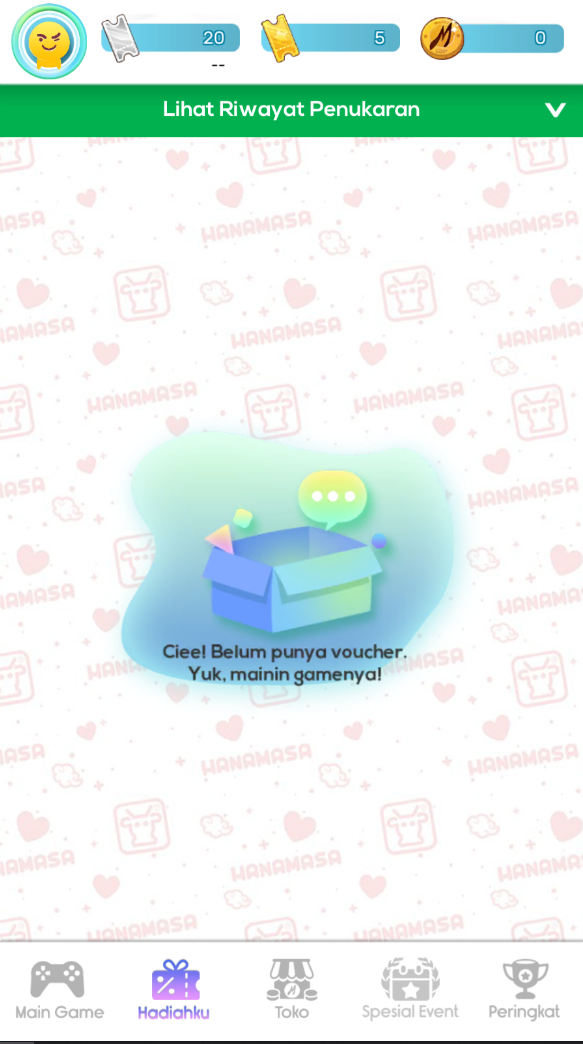 20
5
0
--
Lihat Riwayat Penukaran
HANAMASA
Ciee! Belum punya voucher.
Yuk, mainin gamenya!
Main Game
Hadiahku
Toko
Spesial Event
Peringkat